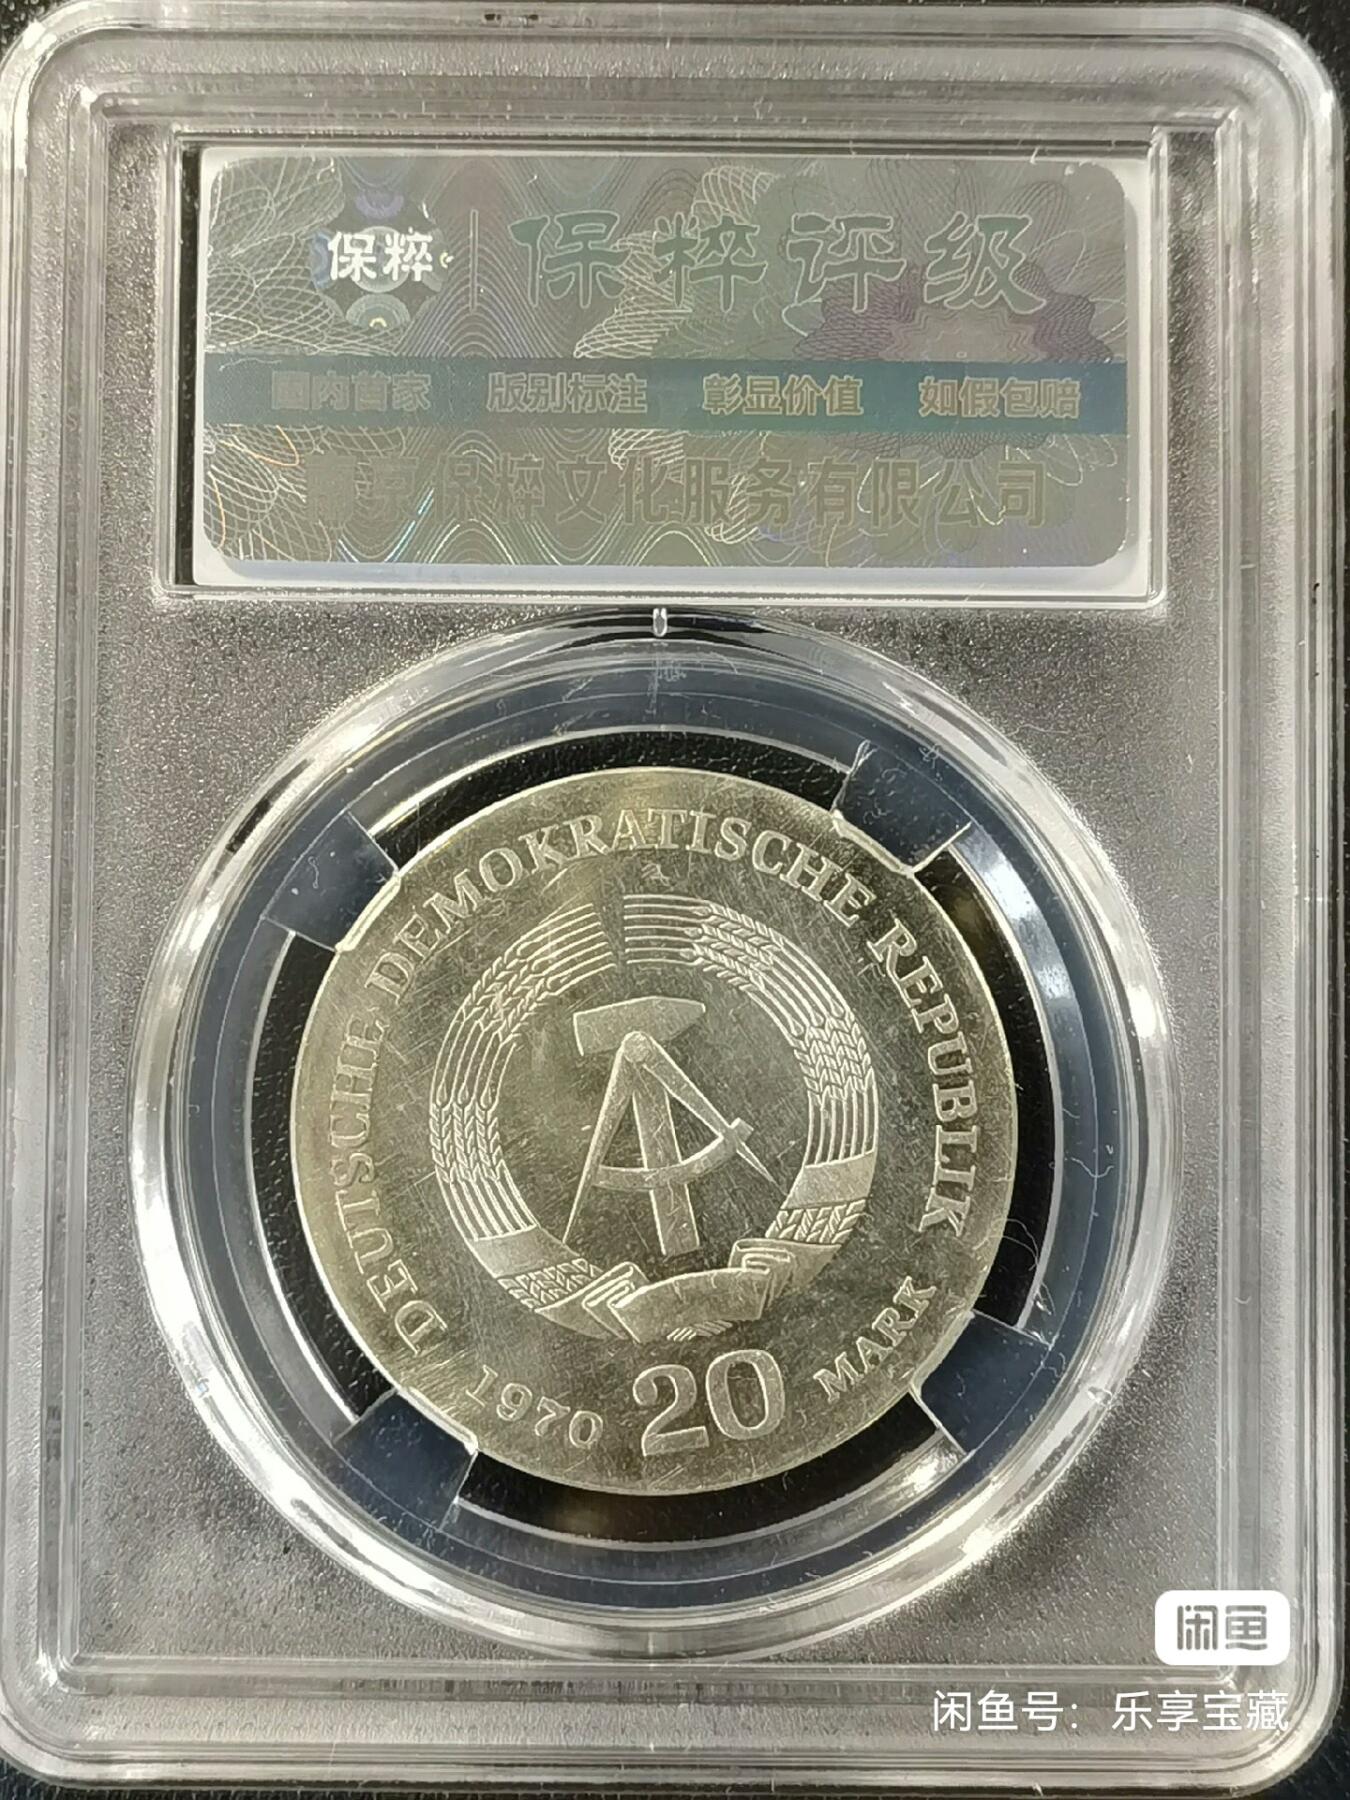 保粹
保粹评级
国内首家 版别标注 彰显价值 如假包赔
南京保粹文化服务有限公司
DEUTSCHE DEMOKRATISCHE REPUBLIK
1970 20 MARK
闲鱼
闲鱼号：乐享宝藏